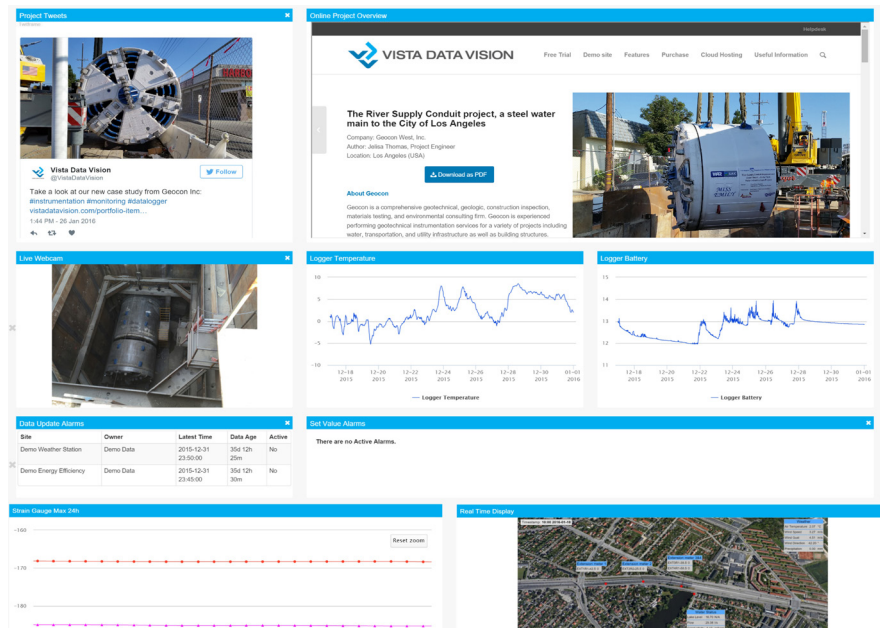 Project Tweets
Vista Data Vision
@VistaDataVision
Follow
Take a look at our new case study from Geocon Inc:
#instrumentation #monitoring #datalogger
vistadatavision.com/portfolio-item…
1:44 PM - 26 Jan 2016
Online Project Overview
Helpdesk
VISTA DATA VISION
Free Trial Demo site Features Purchase Cloud Hosting Useful Information
The River Supply Conduit project, a steel water
main to the City of Los Angeles
Company: Geocon West, Inc.
Author: Jelisa Thomas, Project Engineer
Location: Los Angeles (USA)
Download as PDF
About Geocon
Geocon is a comprehensive geotechnical, geologic, construction inspection,
materials testing, and environmental consulting firm. Geocon is experienced
performing geotechnical instrumentation services for a variety of projects including
water, transportation, and utility infrastructure as well as building structures.
Live Webcam
Logger Temperature
10
5
0
-5
-10
12-18 12-20 12-22 12-24 12-26 12-28 12-30 01-01
2015 2015 2015 2015 2015 2015 2015 2016
Logger Temperature
Logger Battery
15
14
13
12
11
12-18 12-20 12-22 12-24 12-26 12-28 12-30 01-01
2015 2015 2015 2015 2015 2015 2015 2016
Logger Battery
Data Update Alarms
Site Owner Latest Time Data Age Active
Demo Weather Station Demo Data 2015-12-31 35d 12h No
23:50:00 25m
Demo Energy Efficiency Demo Data 2015-12-31 35d 12h No
23:45:00 30m
Set Value Alarms
There are no Active Alarms.
Strain Gauge Max 24h
-160
Reset zoom
-170
-180
Real Time Display